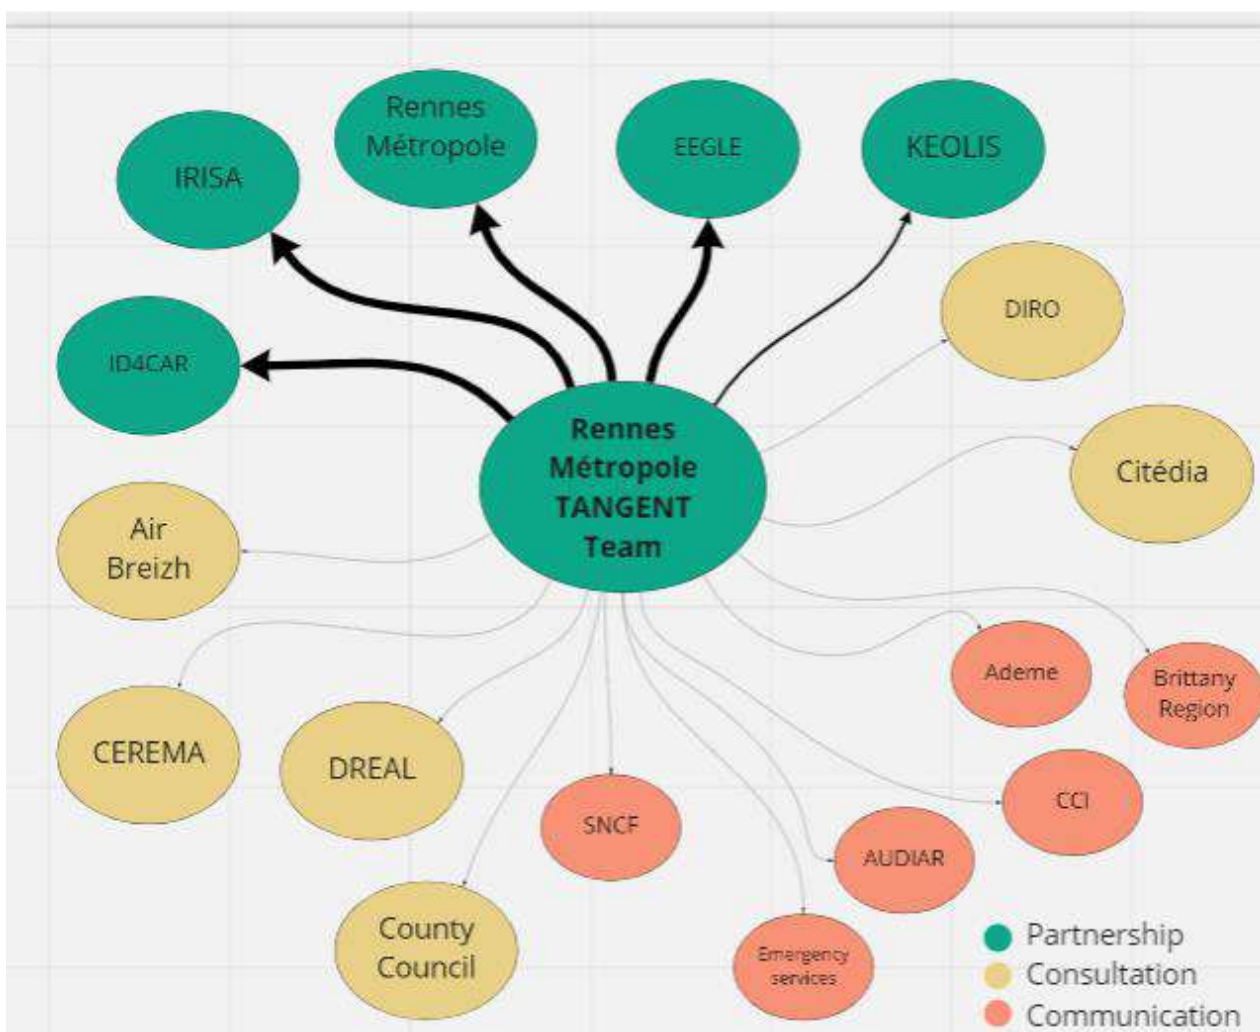 Rennes
Métropole
EEGLE
KEOLIS
IRISA
DIRO
ID4CAR
Rennes
Métropole
TANGENT
Team
Citédia
Air
Breizh
Ademe
Brittany
Region
CEREMA
DREAL
SNCF
CCI
AUDIAR
County
Council
Emergency
services
Partnership
Consultation
Communication